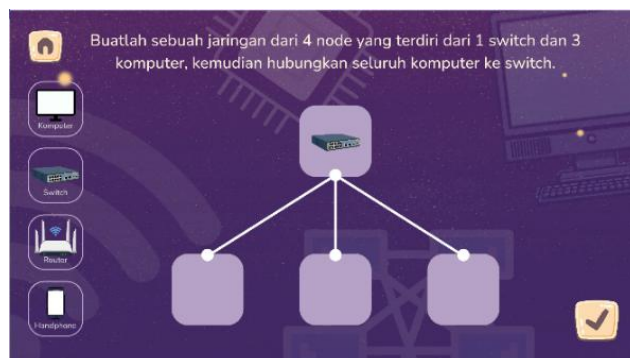 Buatlah sebuah jaringan dari 4 node yang terdiri dari 1 switch dan 3
komputer, kemudian hubungkan seluruh komputer ke switch.
Komputer
Switch
Router
Handphone